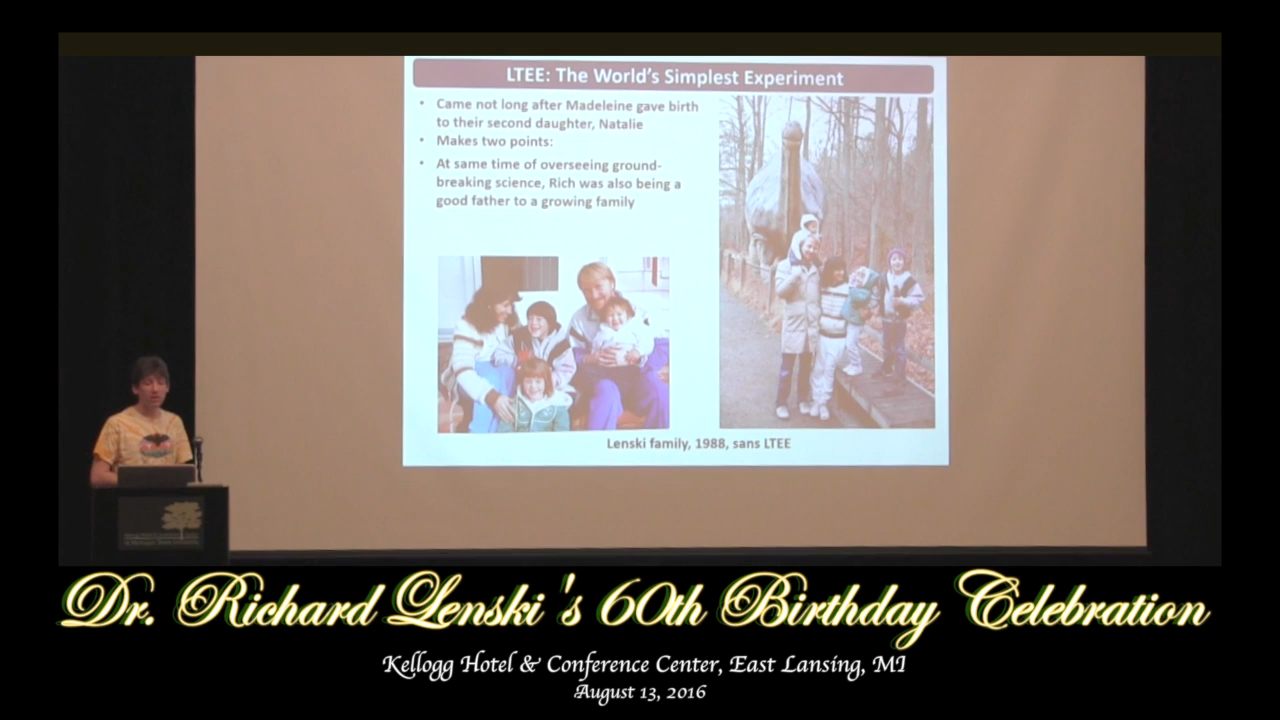 LTEE: The World's Simplest Experiment
• Came not long after Madeleine gave birth
to their second daughter, Natalie
• Makes two points:
• At same time of overseeing ground-
breaking science, Rich was also being a
good father to a growing family
Lenski family, 1988, sans LTEE
Dr. Richard Lenski's 60th Birthday Celebration
Kellogg Hotel & Conference Center, East Lansing, MI
August 13, 2016